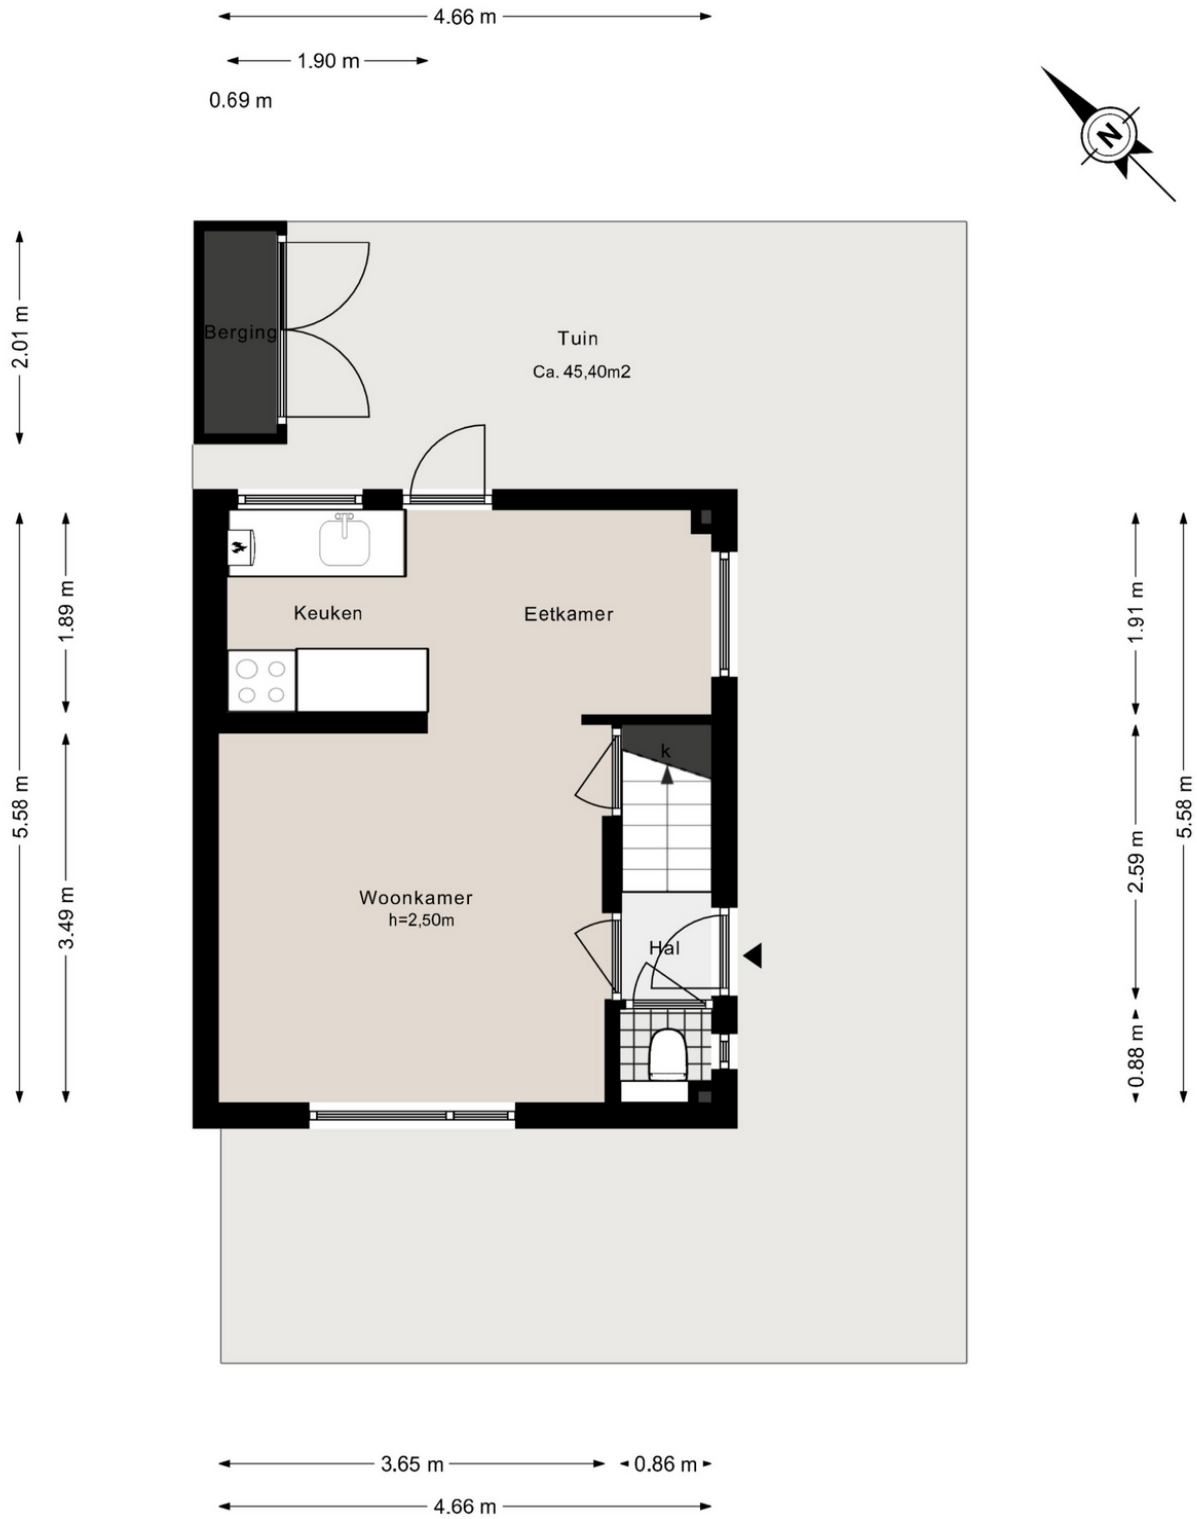 4.66 m
1.90 m
0.69 m
N
2.01 m
Berging
Tuin
Ca. 45,40m2
1.89 m
Keuken
Eetkamer
1.91 m
k
5.58 m
5.58 m
2.59 m
3.49 m
Woonkamer
h=2,50m
Hal
0.88 m
3.65 m
0.86 m
4.66 m